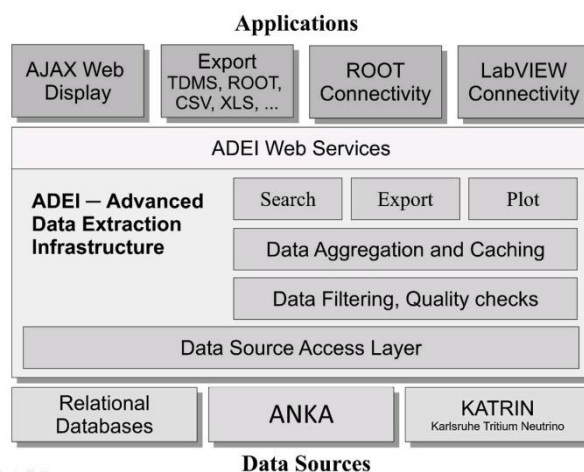 Applications
AJAX Web
Display
Export
TDMS, ROOT,
CSV, XLS, ...
ROOT
Connectivity
LabVIEW
Connectivity
ADEI Web Services
ADEI — Advanced
Data Extraction
Infrastructure
Search
Export
Plot
Data Aggregation and Caching
Data Filtering, Quality checks
Data Source Access Layer
Relational
Databases
ANKA
KATRIN
Karlsruhe Tritium Neutrino
Data Sources